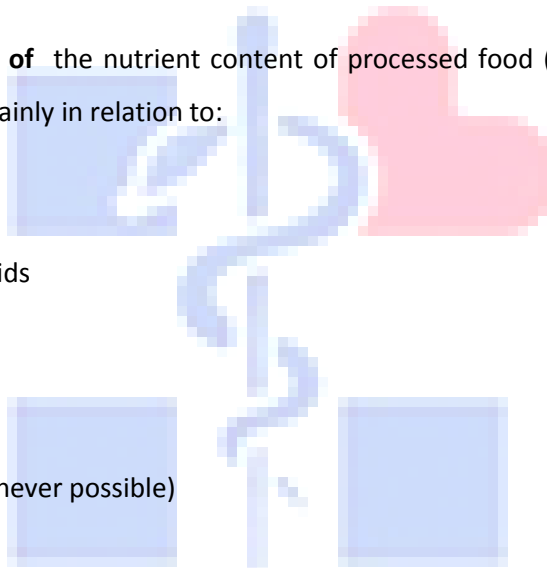 of the nutrient content of processed food (
ainly in relation to:
ids
never possible)